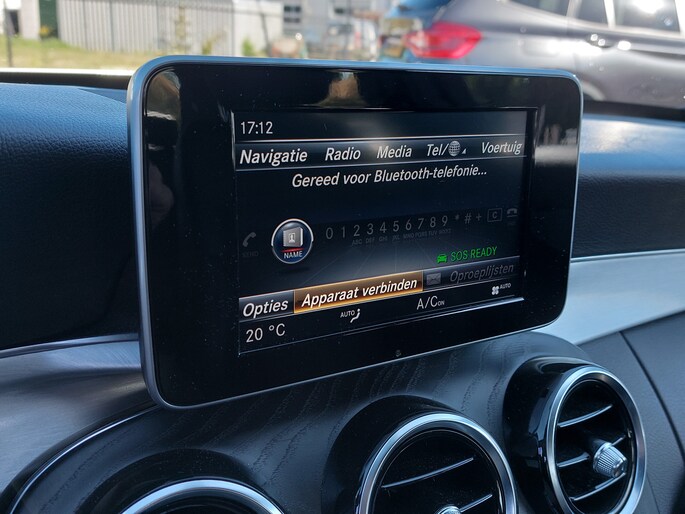 17:12
Navigatie Radio Media Tel/ Voertuig
Gereed voor Bluetooth-telefonie...
0 1 2 3 4 5 6 7 8 9 * # + C
NAME
SOS READY
Opties Apparaat verbinden Oproeplijsten
20 °C AUTO A/C ON AUTO